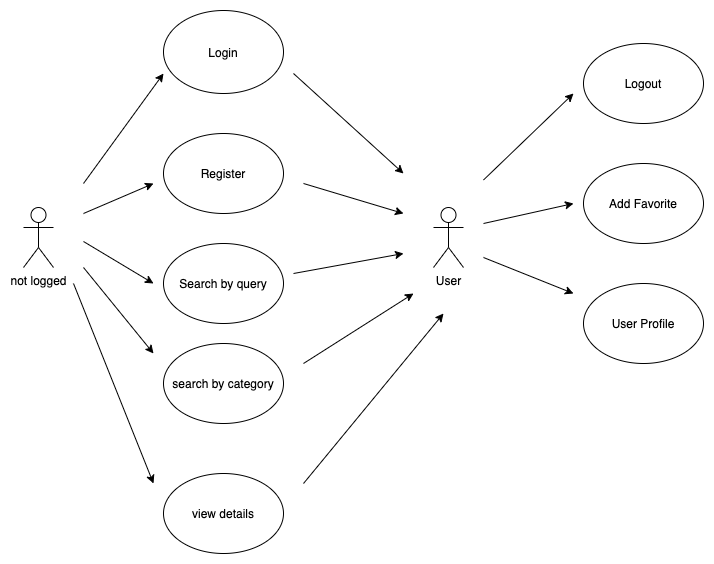 Login
Logout
Register
Add Favorite
not logged
Search by query
User
User Profile
search by category
view details